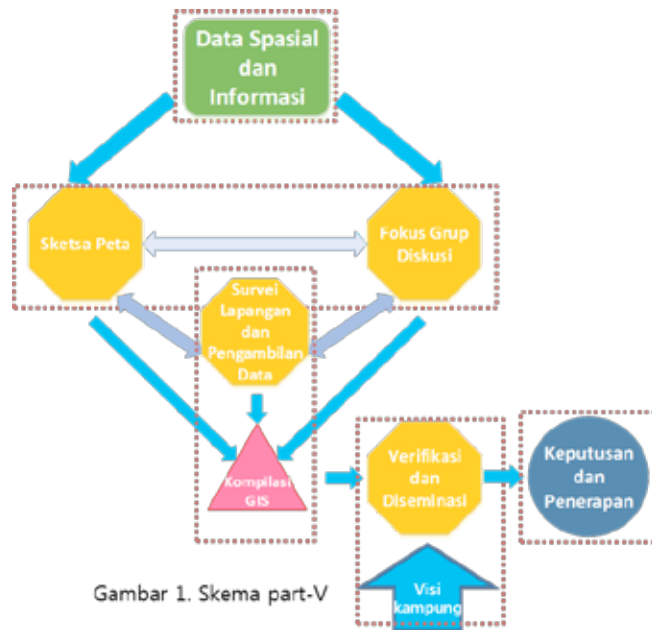 Data Spasial
dan
Informasi
Sketsa Peta
Fokus Grup
Diskusi
Survei
Lapangan
dan
Pengambilan
Data
Kompilasi
GIS
Verifikasi
dan
Diseminasi
Keputusan
dan
Penerapan
Visi
kampung
Gambar 1. Skema part-V